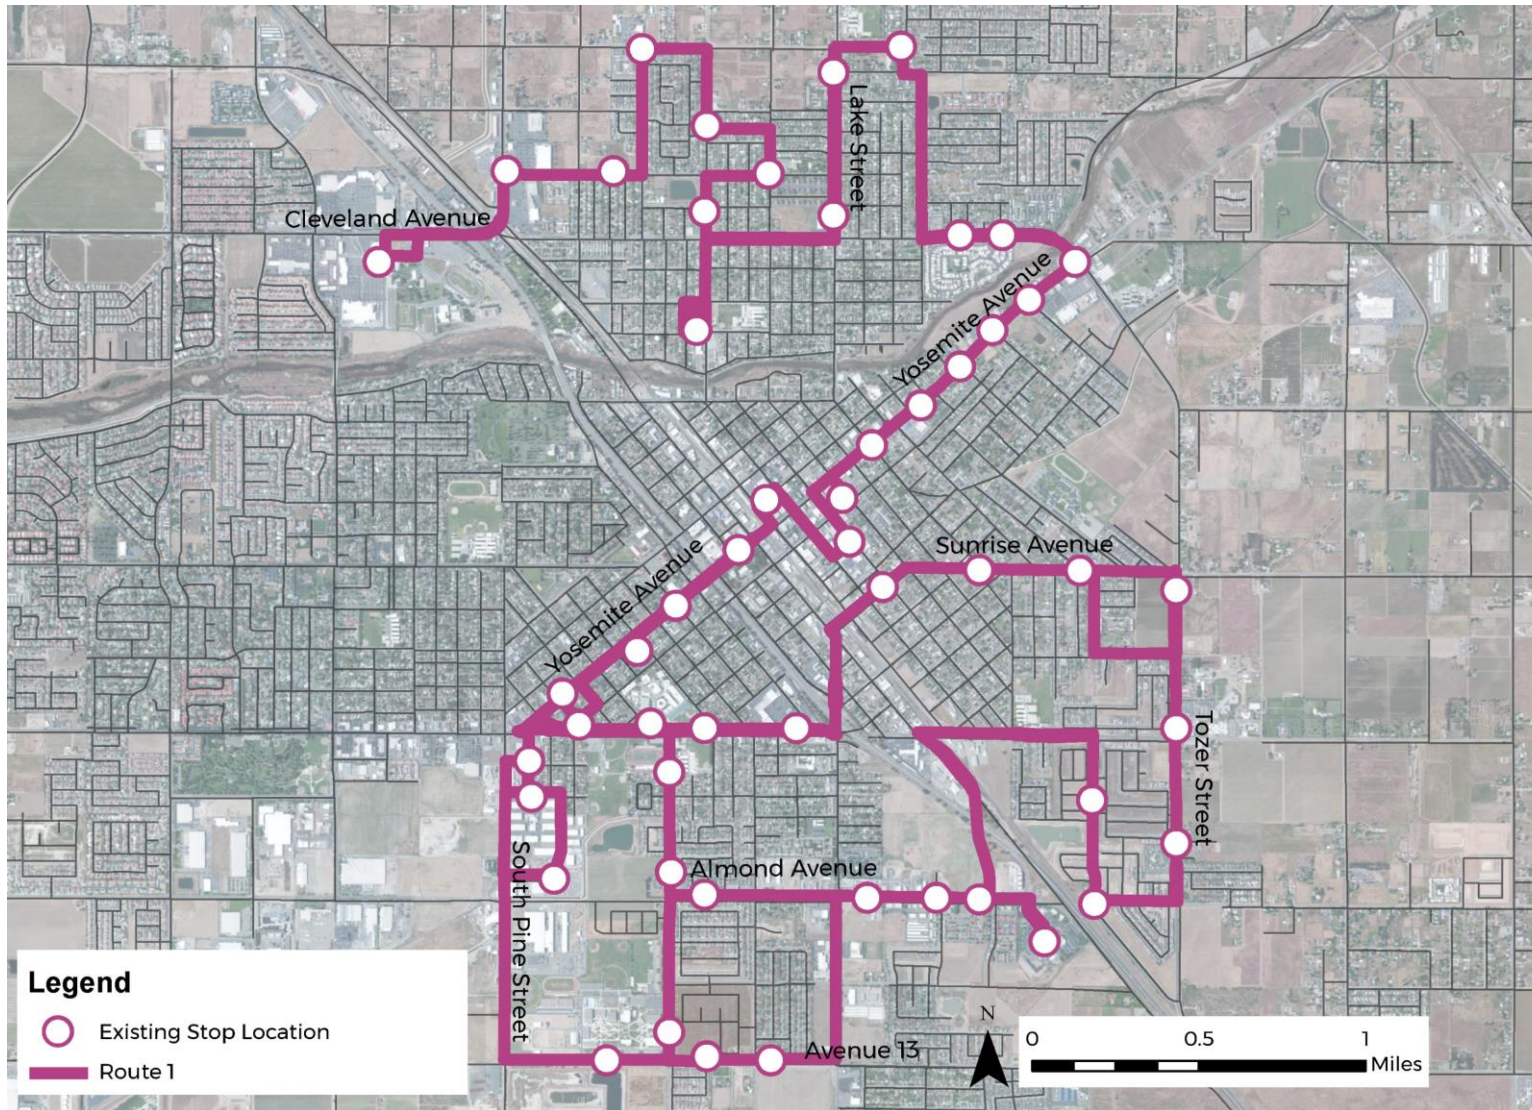 Lake Street
Cleveland Avenue
Yosemite Avenue
Sunrise Avenue
Yosemite Avenue
Tozer Street
Almond Avenue
South Pine Street
Avenue 13
Legend
Existing Stop Location
Route 1
N
0 0.5 1
Miles